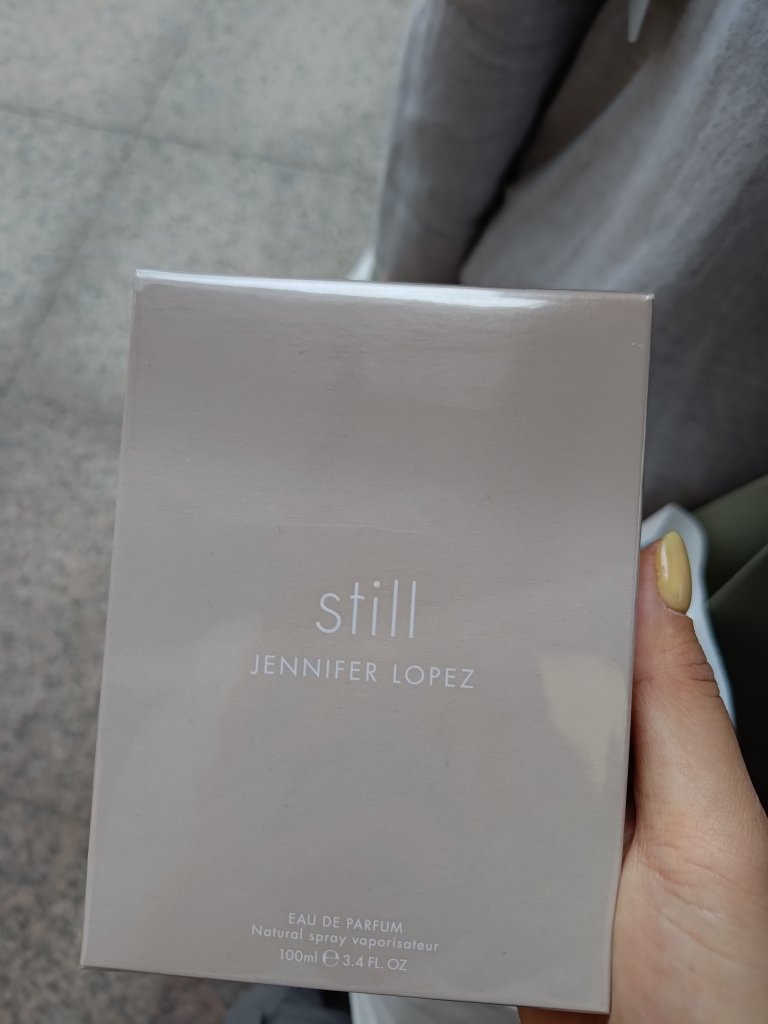 still
JENNIFER LOPEZ
EAU DE PARFUM
Natural spray vaporisateur
100ml ℮ 3.4 FL. OZ